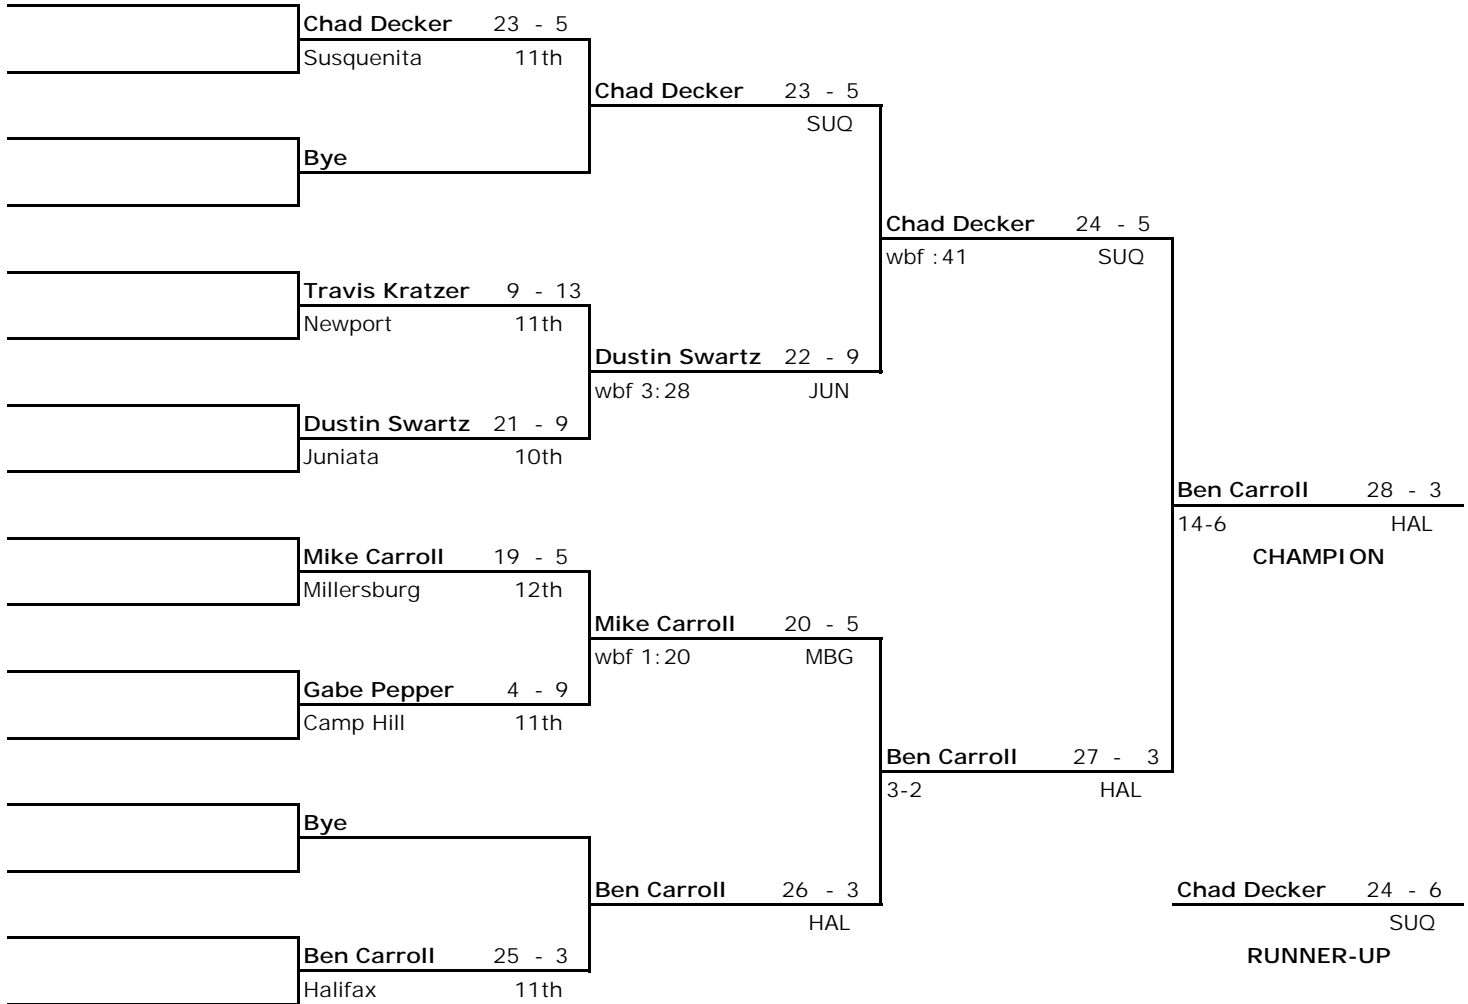 Chad Decker 23 - 5
Susquenita 11th
Chad Decker 23 - 5
SUQ
Bye
Chad Decker 24 - 5
wbf :41 SUQ
Travis Kratzer 9 - 13
Newport 11th
Dustin Swartz 22 - 9
wbf 3:28 JUN
Dustin Swartz 21 - 9
Juniata 10th
Ben Carroll 28 - 3
14-6 HAL
CHAMPION
Mike Carroll 19 - 5
Millersburg 12th
Mike Carroll 20 - 5
wbf 1:20 MBG
Gabe Pepper 4 - 9
Camp Hill 11th
Ben Carroll 27 - 3
3-2 HAL
Bye
Ben Carroll 26 - 3
HAL
Chad Decker 24 - 6
SUQ
RUNNER-UP
Ben Carroll 25 - 3
Halifax 11th